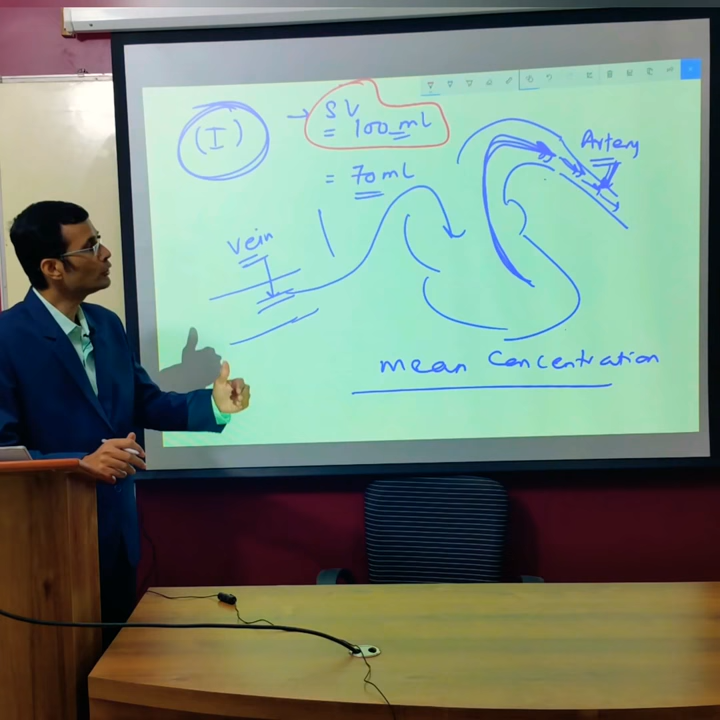 (I)
→ SV
= 100 ml
= 70 ml
Artery
vein
mean Concentration